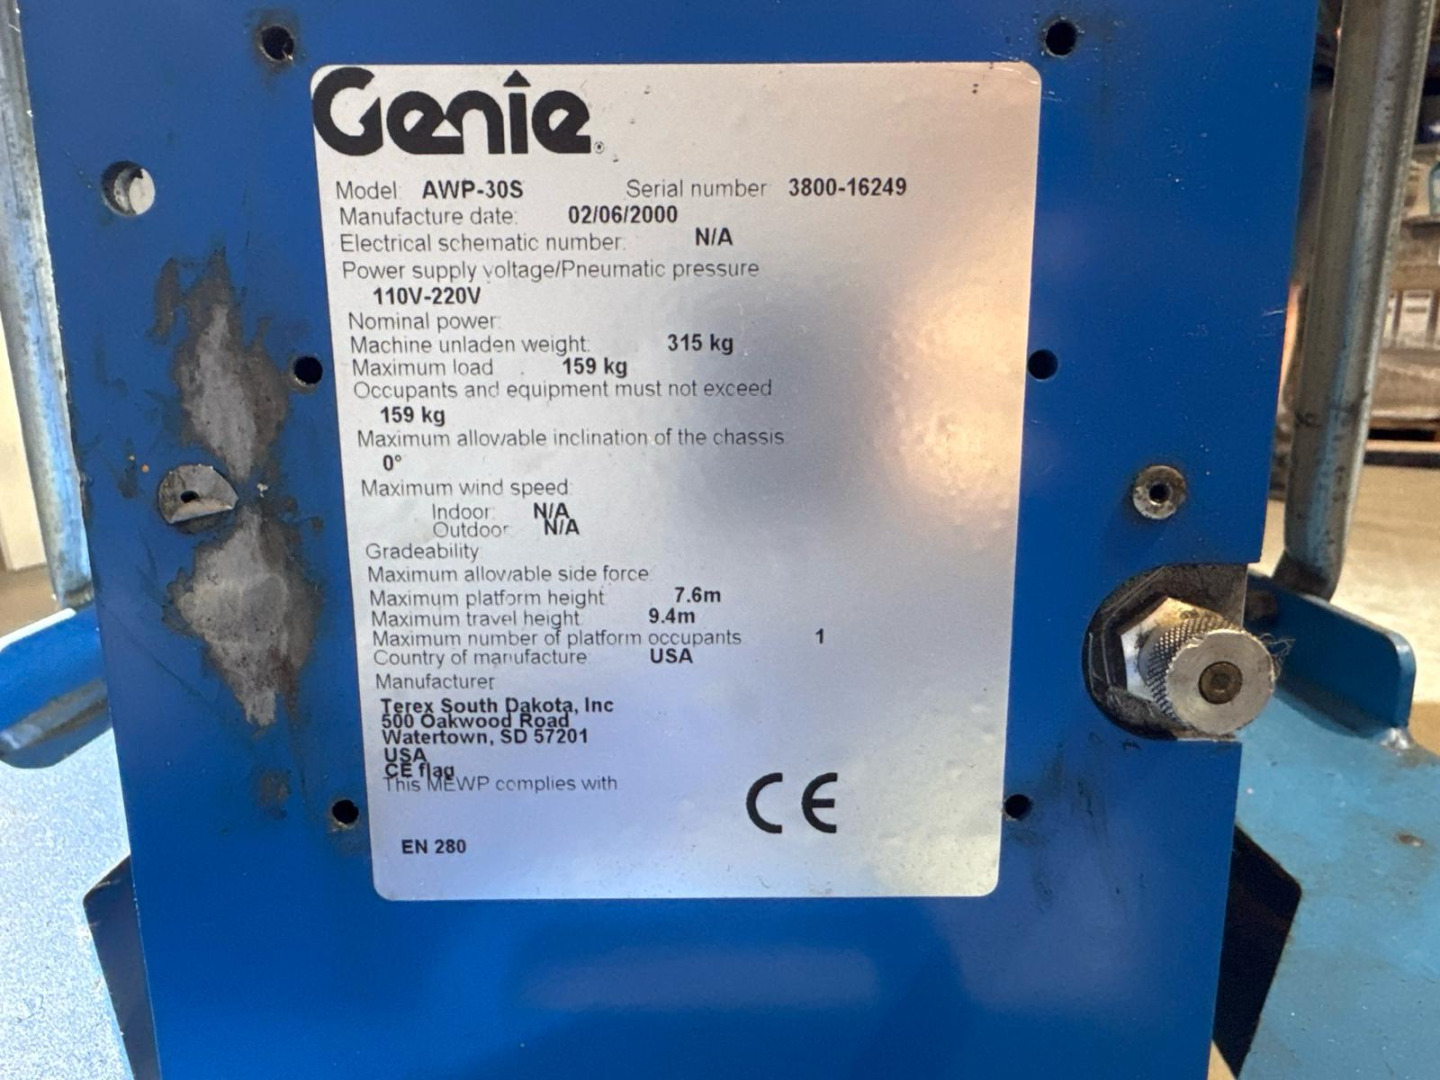 Genie®
Model: AWP-30S Serial number 3800-16249
Manufacture date: 02/06/2000
Electrical schematic number: N/A
Power supply voltage/Pneumatic pressure
110V-220V
Nominal power:
Machine unladen weight: 315 kg
Maximum load : 159 kg
Occupants and equipment must not exceed
159 kg
Maximum allowable inclination of the chassis
0°
Maximum wind speed:
Indoor: N/A
Outdoor: N/A
Gradeability
Maximum allowable side force:
Maximum platform height 7.6m
Maximum travel height 9.4m
Maximum number of platform occupants 1
Country of manufacture USA
Manufacturer
Terex South Dakota, Inc
500 Oakwood Road
Watertown, SD 57201
USA
CE flag
This MEWP complies with
CE
EN 280